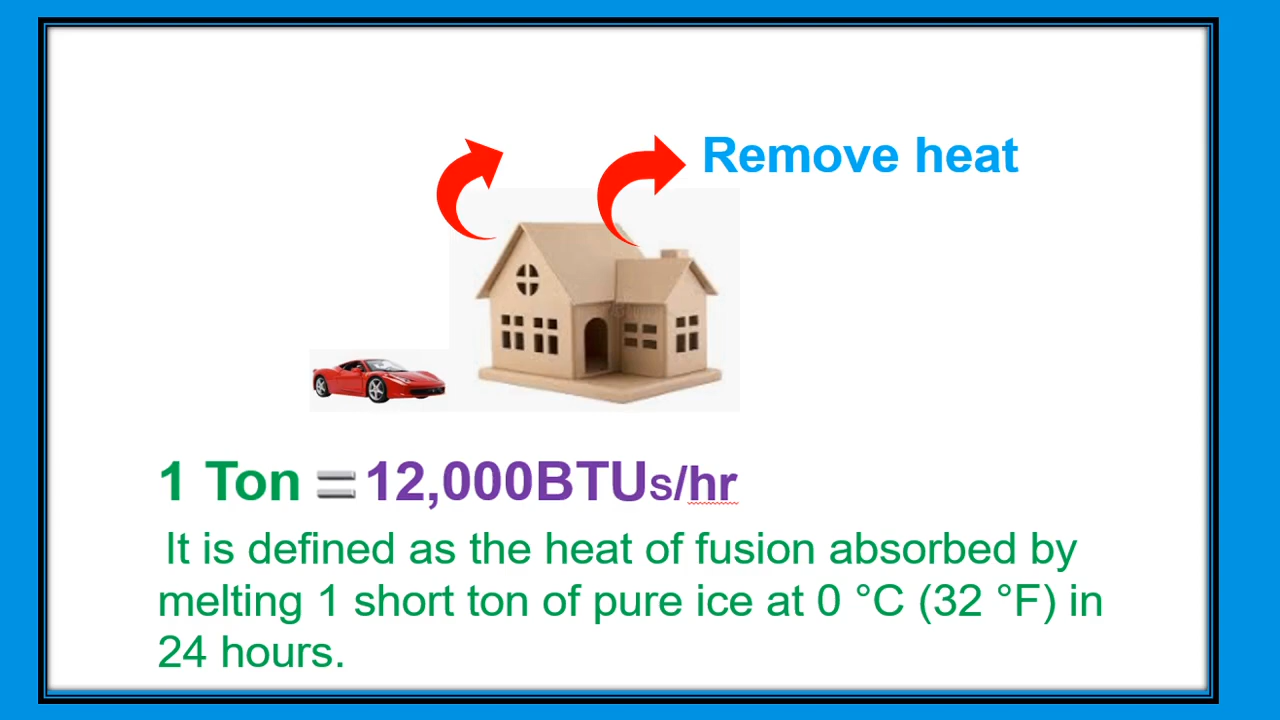 Remove heat
1 Ton = 12,000BTUs/hr
It is defined as the heat of fusion absorbed by
melting 1 short ton of pure ice at 0 °C (32 °F) in
24 hours.